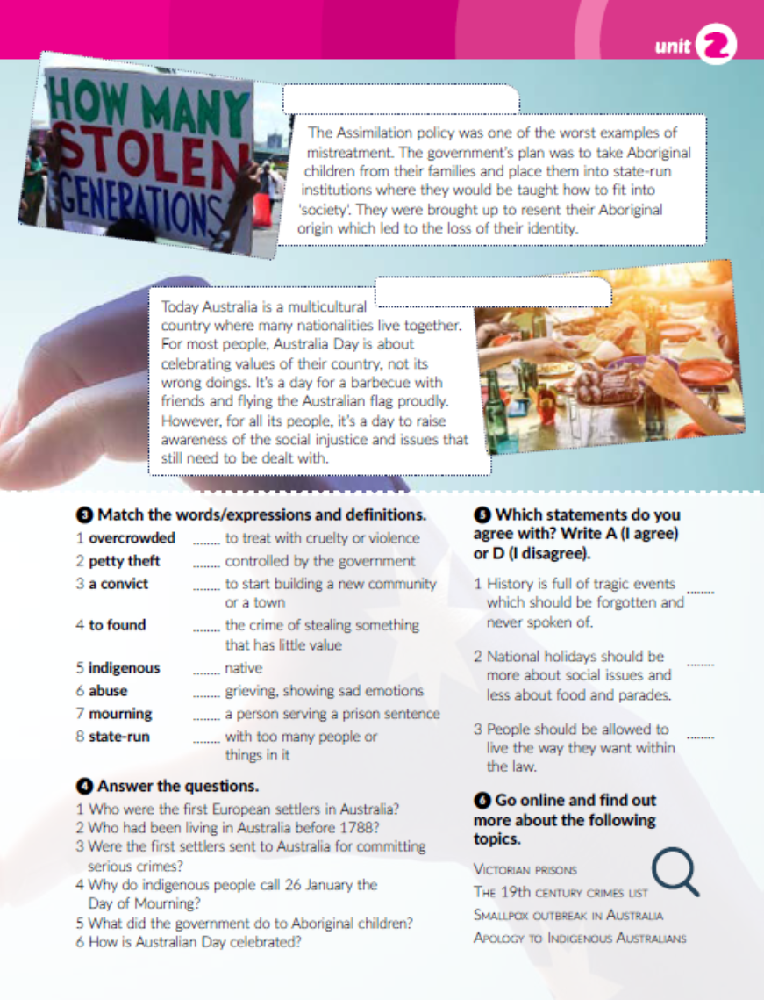 unit 2
HOW MANY
STOLEN
GENERATIONS?
The Assimilation policy was one of the worst examples of
mistreatment. The government's plan was to take Aboriginal
children from their families and place them into state-run
institutions where they would be taught how to fit into
'society'. They were brought up to resent their Aboriginal
origin which led to the loss of their identity.
Today Australia is a multicultural
country where many nationalities live together.
For most people, Australia Day is about
celebrating values of their country, not its
wrong doings. It's a day for a barbecue with
friends and flying the Australian flag proudly.
However, for all its people, it's a day to raise
awareness of the social injustice and issues that
still need to be dealt with.
3 Match the words/expressions and definitions.
1 overcrowded ........ to treat with cruelty or violence
2 petty theft ........ controlled by the government
3 a convict ........ to start building a new community
or a town
4 to found ........ the crime of stealing something
that has little value
5 indigenous ........ native
6 abuse ........ grieving, showing sad emotions
7 mourning ........ a person serving a prison sentence
8 state-run ........ with too many people or
things in it
4 Answer the questions.
1 Who were the first European settlers in Australia?
2 Who had been living in Australia before 1788?
3 Were the first settlers sent to Australia for committing
serious crimes?
4 Why do indigenous people call 26 January the
Day of Mourning?
5 What did the government do to Aboriginal children?
6 How is Australian Day celebrated?
5 Which statements do you
agree with? Write A (I agree)
or D (I disagree).
1 History is full of tragic events ........
which should be forgotten and
never spoken of.
2 National holidays should be ........
more about social issues and
less about food and parades.
3 People should be allowed to ........
live the way they want within
the law.
6 Go online and find out
more about the following
topics.
VICTORIAN PRISONS
THE 19th CENTURY CRIMES LIST
SMALLPOX OUTBREAK IN AUSTRALIA
APOLOGY TO INDIGENOUS AUSTRALIANS